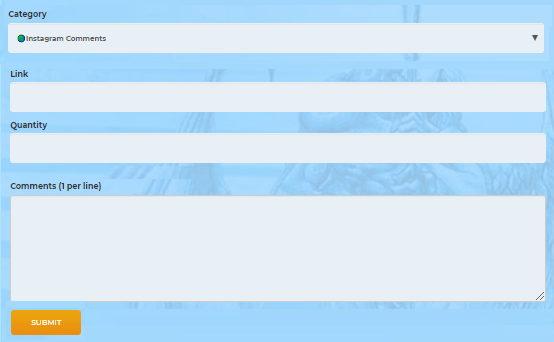 Category
Instagram Comments
Link
Quantity
Comments (1 per line)
SUBMIT